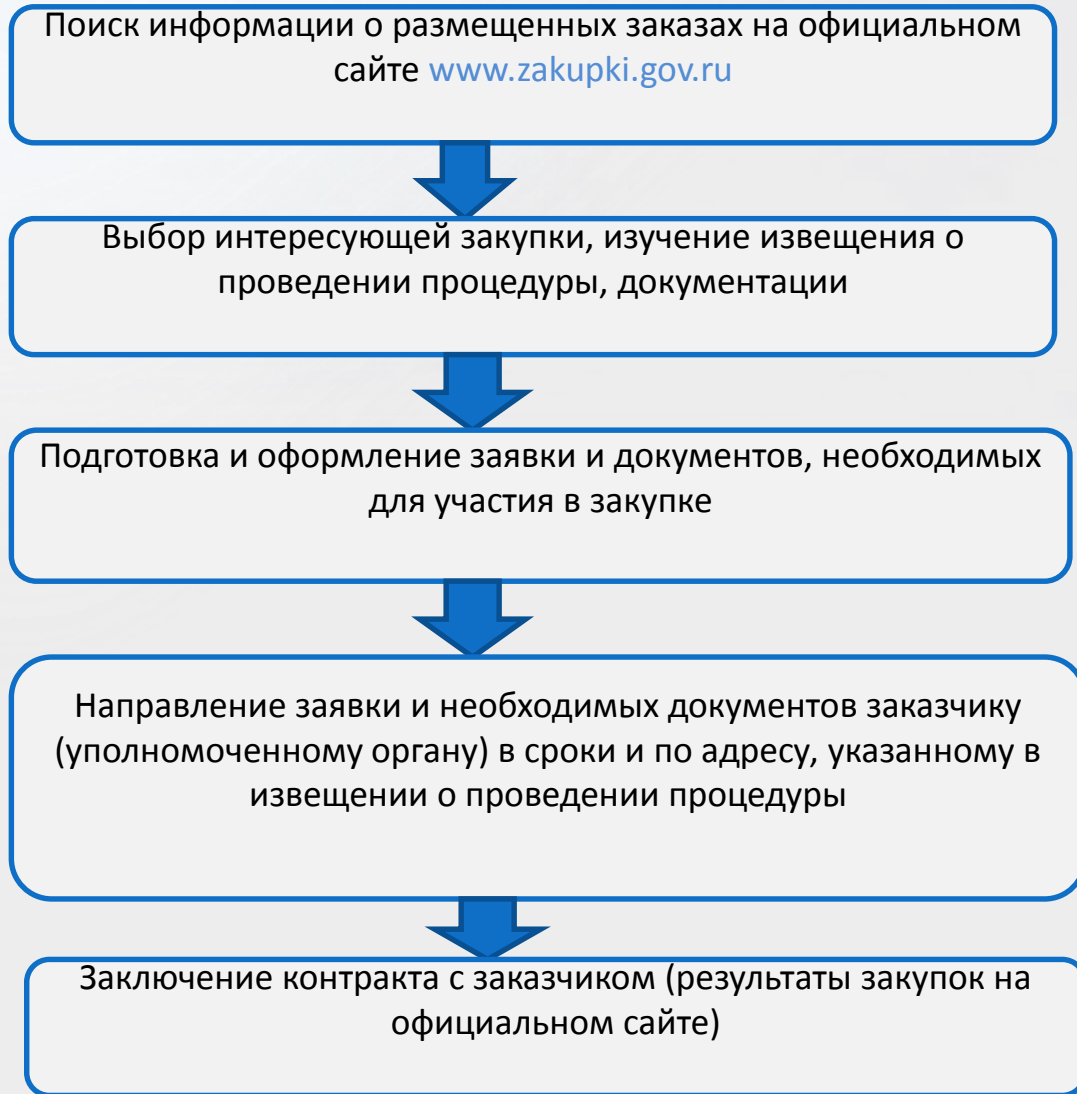 Поиск информации о размещенных заказах на официальном
сайте www.zakupki.gov.ru
Выбор интересующей закупки, изучение извещения о
проведении процедуры, документации
Подготовка и оформление заявки и документов, необходимых
для участия в закупке
Направление заявки и необходимых документов заказчику
(уполномоченному органу) в сроки и по адресу, указанному в
извещении о проведении процедуры
Заключение контракта с заказчиком (результаты закупок на
официальном сайте)